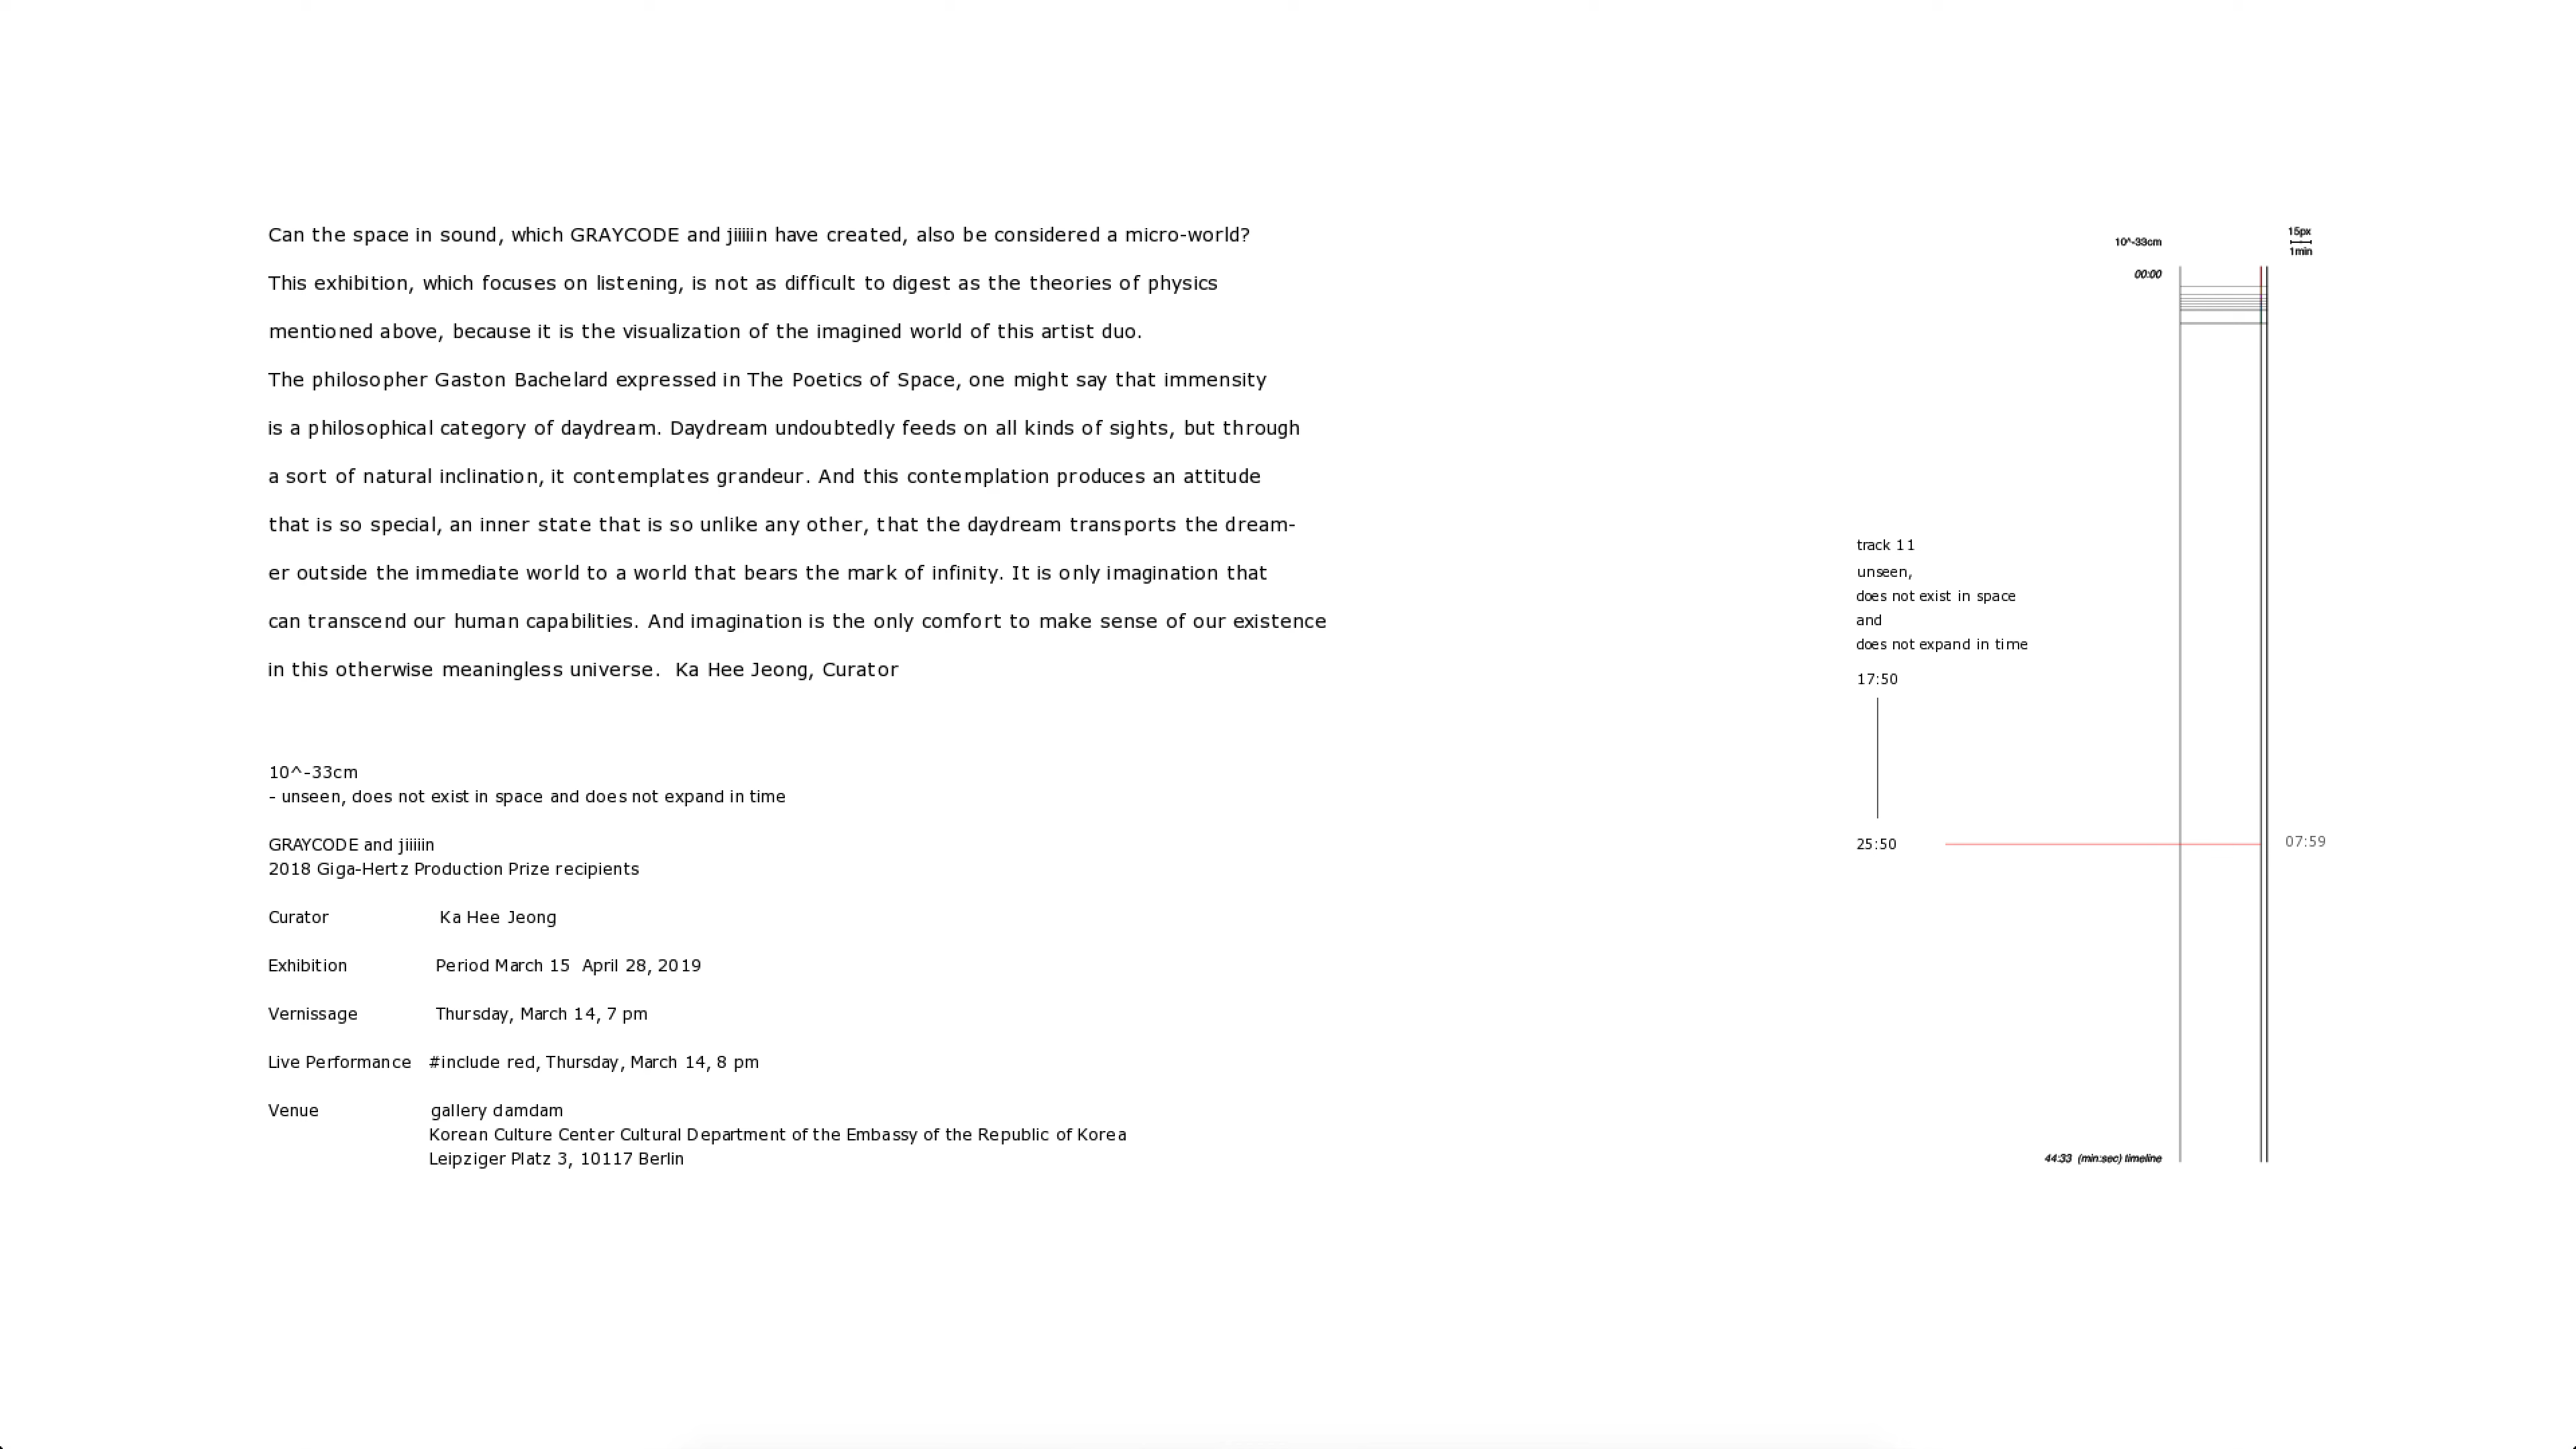 Can the space in sound, which GRAYCODE and jiiiiin have created, also be considered a micro-world?
This exhibition, which focuses on listening, is not as difficult to digest as the theories of physics
mentioned above, because it is the visualization of the imagined world of this artist duo.
The philosopher Gaston Bachelard expressed in The Poetics of Space, one might say that immensity
is a philosophical category of daydream. Daydream undoubtedly feeds on all kinds of sights, but through
a sort of natural inclination, it contemplates grandeur. And this contemplation produces an attitude
that is so special, an inner state that is so unlike any other, that the daydream transports the dream-
er outside the immediate world to a world that bears the mark of infinity. It is only imagination that
can transcend our human capabilities. And imagination is the only comfort to make sense of our existence
in this otherwise meaningless universe.  Ka Hee Jeong, Curator
10^-33cm
- unseen, does not exist in space and does not expand in time
GRAYCODE and jiiiiin
2018 Giga-Hertz Production Prize recipients
Curator Ka Hee Jeong
Exhibition Period March 15  April 28, 2019
Vernissage Thursday, March 14, 7 pm
Live Performance #include red, Thursday, March 14, 8 pm
Venue gallery damdam
Korean Culture Center Cultural Department of the Embassy of the Republic of Korea
Leipziger Platz 3, 10117 Berlin
track 11
unseen,
does not exist in space
and
does not expand in time
17:50
25:50
10^-33cm
00:00
15px
1min
07:59
44:33 (min:sec) timeline